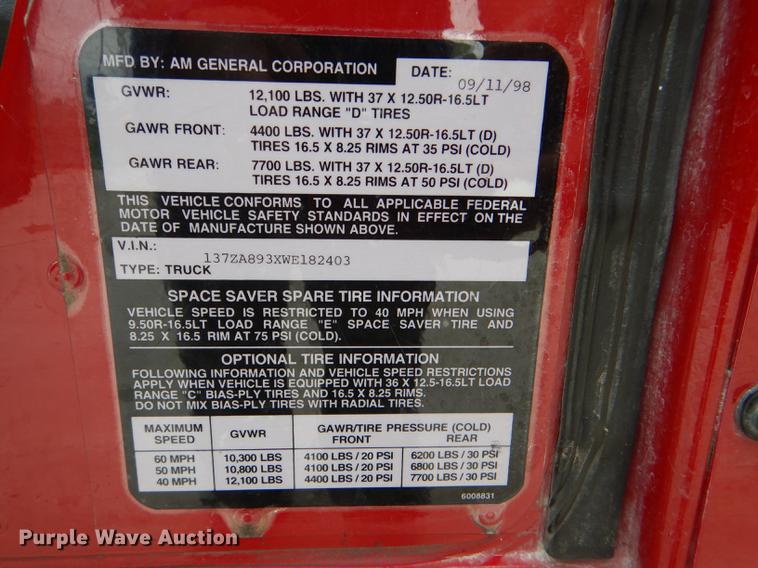 MFD BY: AM GENERAL CORPORATION
DATE: 09/11/98
GVWR: 12,100 LBS. WITH 37 X 12.50R-16.5LT
LOAD RANGE "D" TIRES
GAWR FRONT: 4400 LBS. WITH 37 X 12.50R-16.5LT (D)
TIRES 16.5 X 8.25 RIMS AT 35 PSI (COLD)
GAWR REAR: 7700 LBS. WITH 37 X 12.50R-16.5LT (D)
TIRES 16.5 X 8.25 RIMS AT 50 PSI (COLD)
THIS VEHICLE CONFORMS TO ALL APPLICABLE FEDERAL
MOTOR VEHICLE SAFETY STANDARDS IN EFFECT ON THE
DATE OF MANUFACTURE SHOWN ABOVE.
V.I.N.: 137ZA893XWE182403
TYPE: TRUCK
SPACE SAVER SPARE TIRE INFORMATION
VEHICLE SPEED IS RESTRICTED TO 40 MPH WHEN USING
9.50R-16.5LT LOAD RANGE "E" SPACE SAVER TIRE AND
8.25 X 16.5 RIM AT 75 PSI (COLD).
OPTIONAL TIRE INFORMATION
FOLLOWING INFORMATION AND VEHICLE SPEED RESTRICTIONS
APPLY WHEN VEHICLE IS EQUIPPED WITH 36 X 12.5-16.5LT LOAD
RANGE "C" BIAS-PLY TIRES AND 16.5 X 8.25 RIMS.
DO NOT MIX BIAS-PLY TIRES WITH RADIAL TIRES.
MAXIMUM SPEED GVWR GAWR/TIRE PRESSURE (COLD)
FRONT REAR
60 MPH 10,300 LBS 4100 LBS / 20 PSI 6200 LBS / 30 PSI
50 MPH 10,800 LBS 4100 LBS / 20 PSI 6800 LBS / 30 PSI
40 MPH 12,100 LBS 4400 LBS / 20 PSI 7700 LBS / 30 PSI
6008831
Purple Wave Auction